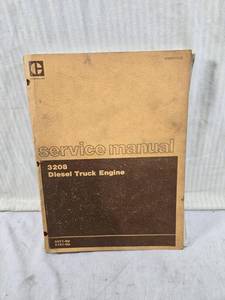 service manual
3208
Diesel Truck Engine